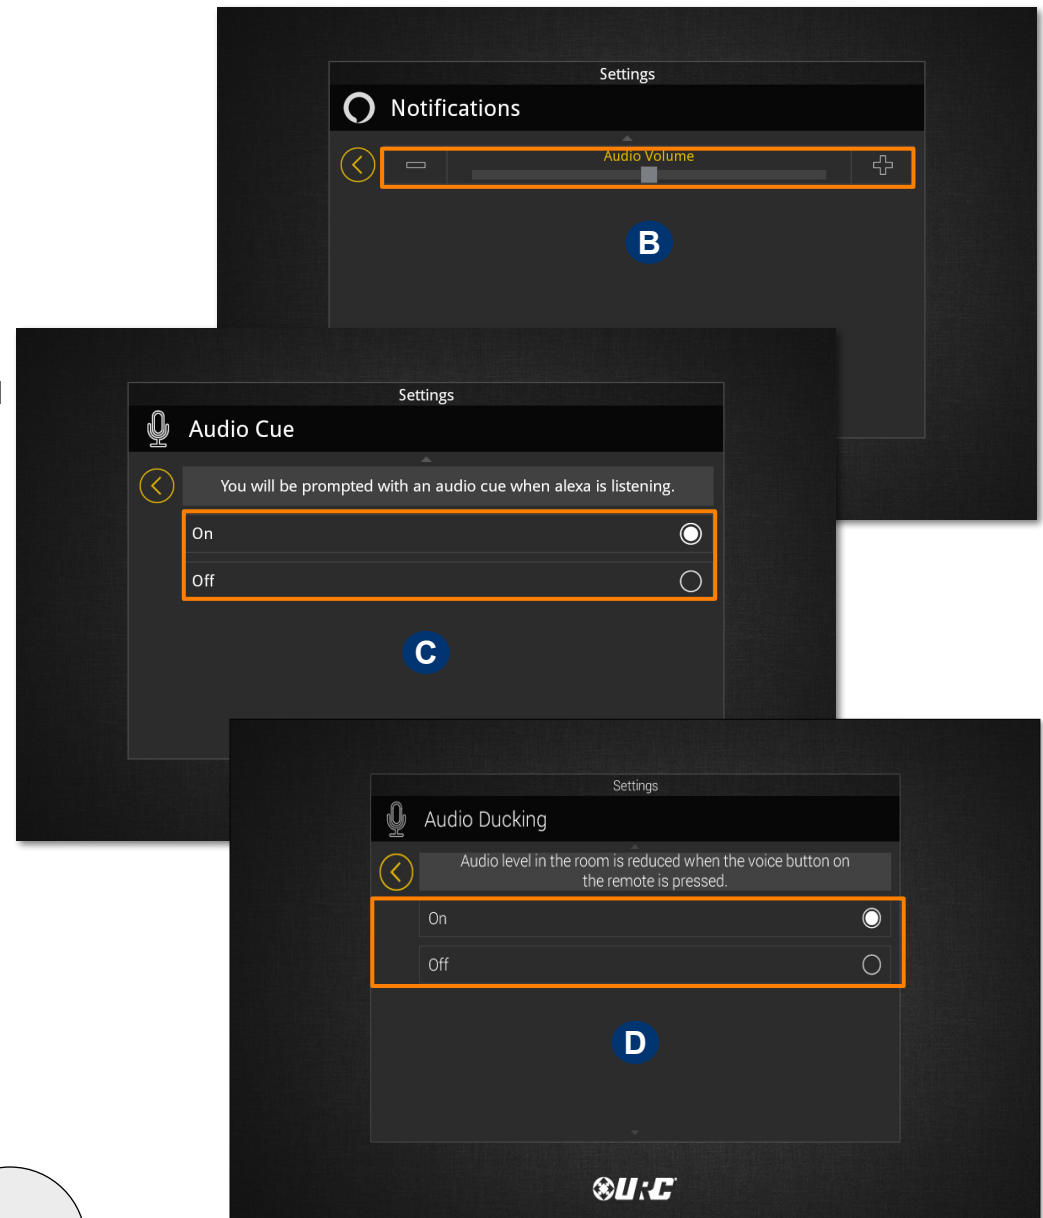 Settings
Notifications
Audio Volume
B
Settings
Audio Cue
You will be prompted with an audio cue when alexa is listening.
On
Off
C
Settings
Audio Ducking
Audio level in the room is reduced when the voice button on
the remote is pressed.
On
Off
D
URC